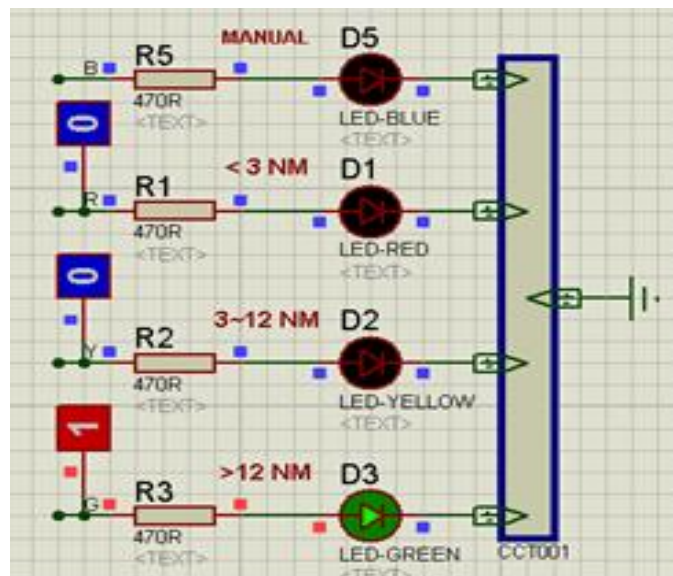 MANUAL
D5
R5
B
470R
<TEXT>
LED-BLUE
<TEXT>
0
< 3 NM
D1
R1
R
470R
<TEXT>
LED-RED
<TEXT>
0
3~12 NM
D2
R2
Y
470R
<TEXT>
LED-YELLOW
<TEXT>
1
>12 NM
D3
R3
G
470R
<TEXT>
LED-GREEN
<TEXT>
CCT001